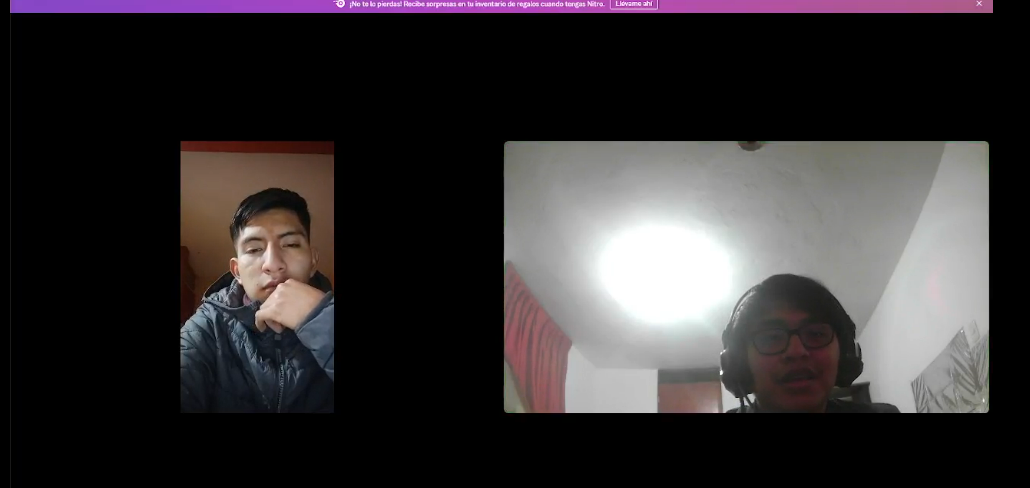 ¡No te lo pierdas! Recibe sorpresas en tu inventario de regalos cuando tengas Nitro. Llévame ahí